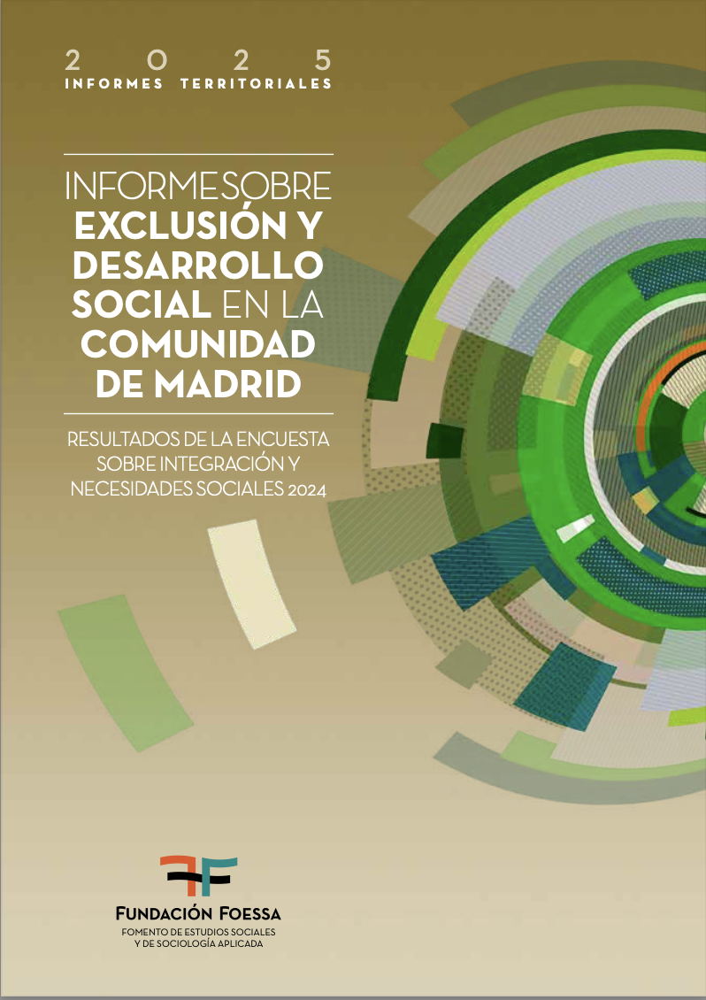 2 0 2 5
INFORMES TERRITORIALES
INFORME SOBRE
EXCLUSIÓN Y
DESARROLLO
SOCIAL EN LA
COMUNIDAD
DE MADRID
RESULTADOS DE LA ENCUESTA
SOBRE INTEGRACIÓN Y
NECESIDADES SOCIALES 2024
FUNDACIÓN FOESSA
FOMENTO DE ESTUDIOS SOCIALES
Y DE SOCIOLOGÍA APLICADA